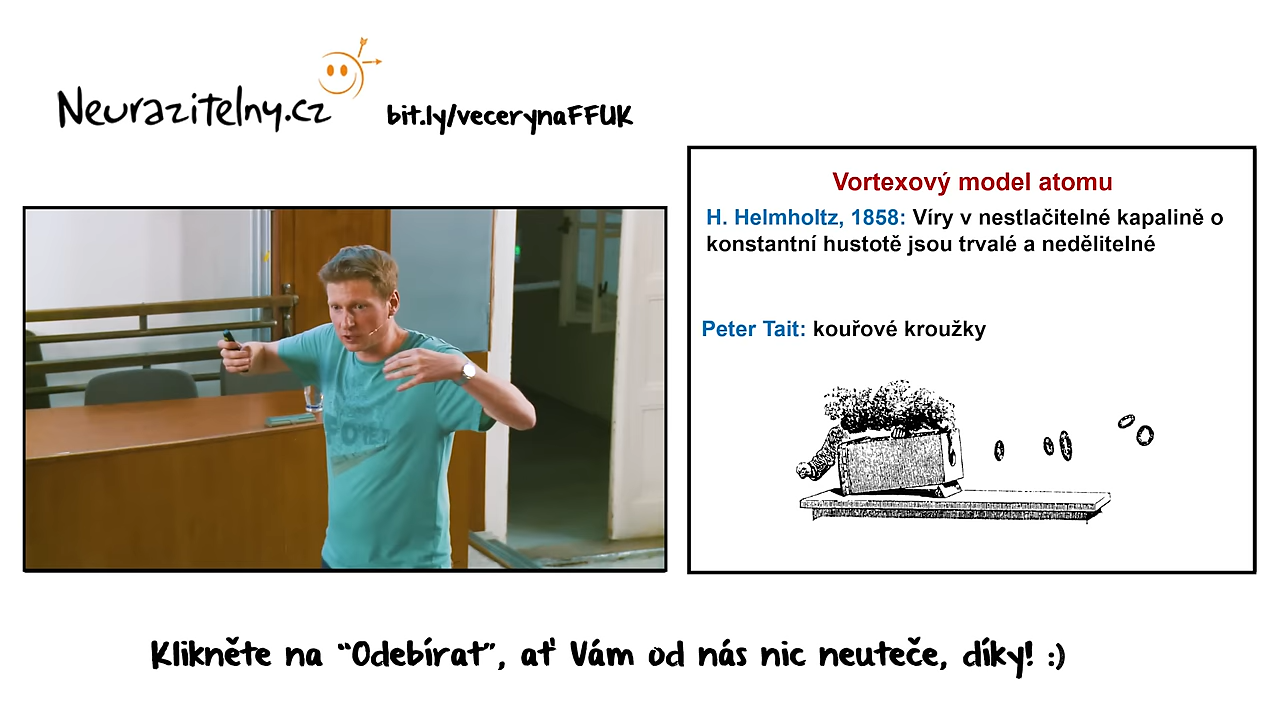 Neurazitelny.cz
bit.ly/vecerynaFFUK
Vortexový model atomu
H. Helmholtz, 1858: Víry v nestlačitelné kapalině o
konstantní hustotě jsou trvalé a nedělitelné
Peter Tait: kouřové kroužky
Klikněte na "Odebírat", ať Vám od nás nic neuteče, díky! :)